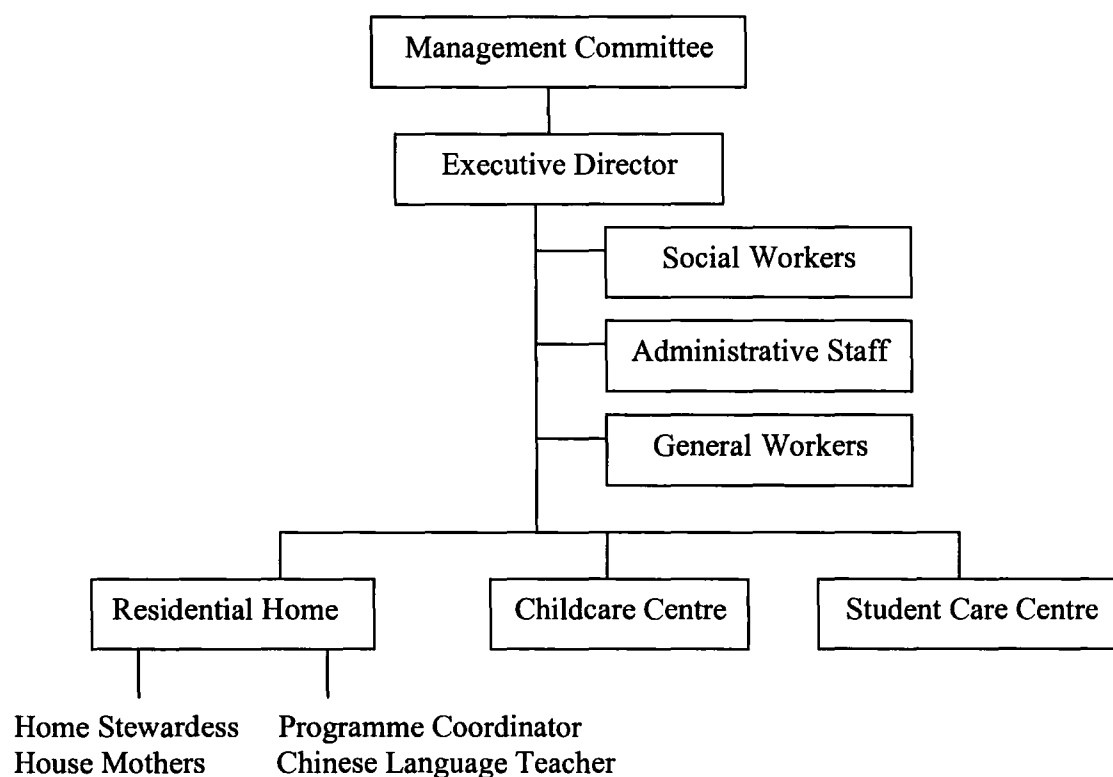 Management Committee
Executive Director
Social Workers
Administrative Staff
General Workers
Residential Home
Childcare Centre
Student Care Centre
Home Stewardess
House Mothers
Programme Coordinator
Chinese Language Teacher